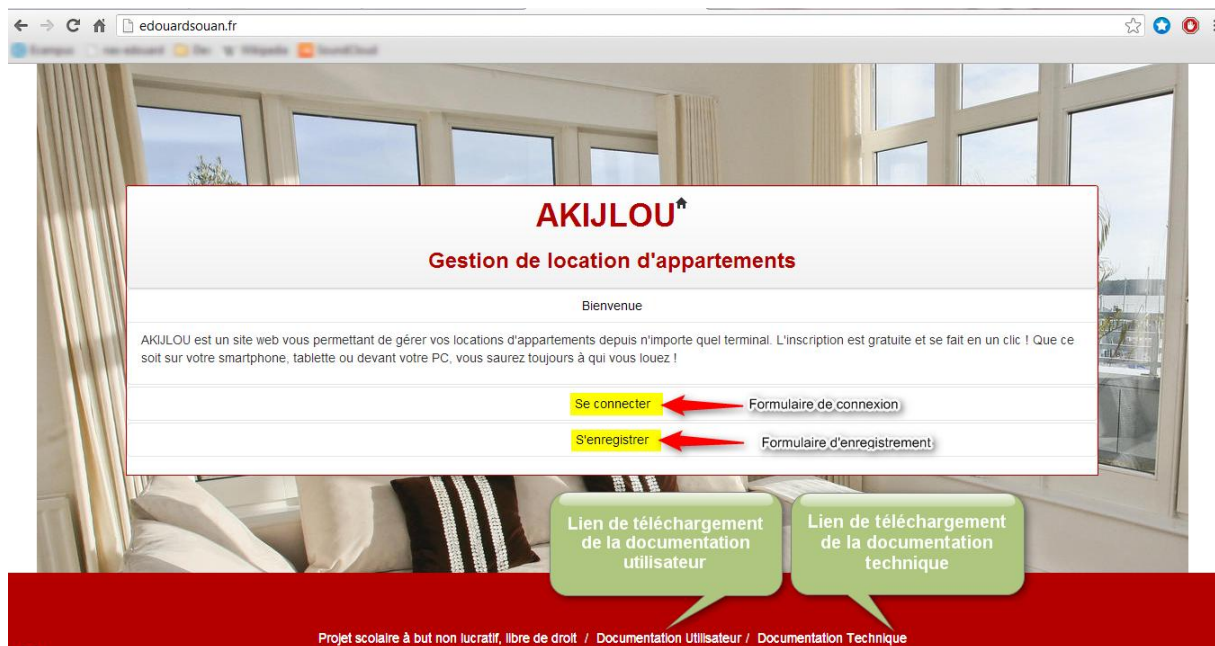 edouardsouan.fr
AKIJLOU
Gestion de location d'appartements
Bienvenue
AKIJLOU est un site web vous permettant de gérer vos locations d'appartements depuis n'importe quel terminal. L'inscription est gratuite et se fait en un clic ! Que ce
soit sur votre smartphone, tablette ou devant votre PC, vous saurez toujours à qui vous louez !
Se connecter
Formulaire de connexion
S'enregistrer
Formulaire d'enregistrement
Lien de téléchargement
de la documentation
utilisateur
Lien de téléchargement
de la documentation
technique
Projet scolaire à but non lucratif, libre de droit / Documentation Utilisateur / Documentation Technique